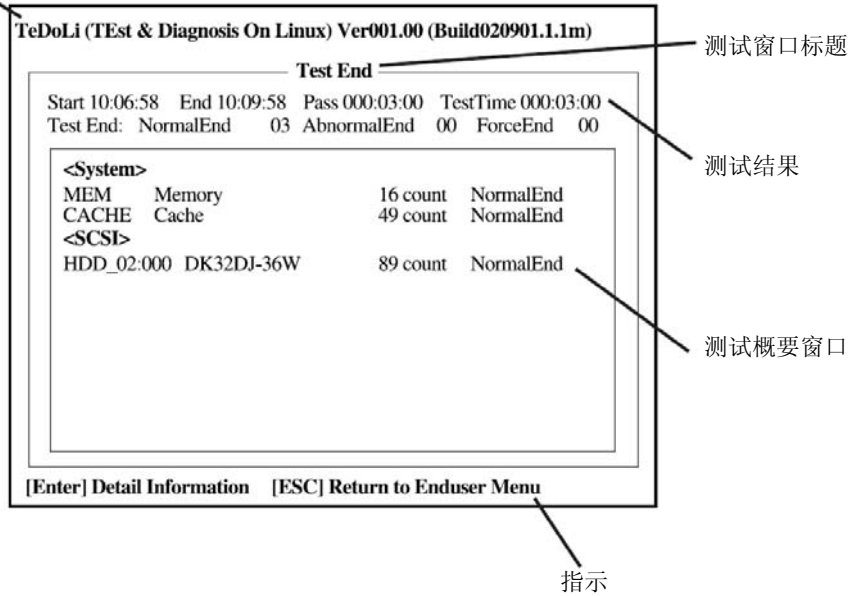 TeDoLi (TEst & Diagnosis On Linux) Ver001.00 (Build020901.1.1m)
测试窗口标题
Test End
Start 10:06:58 End 10:09:58 Pass 000:03:00 TestTime 000:03:00
Test End: NormalEnd 03 AbnormalEnd 00 ForceEnd 00
测试结果
<System>
MEM Memory 16 count NormalEnd
CACHE Cache 49 count NormalEnd
<SCSI>
HDD_02:000 DK32DJ-36W 89 count NormalEnd
测试概要窗口
[Enter] Detail Information [ESC] Return to Enduser Menu
指示